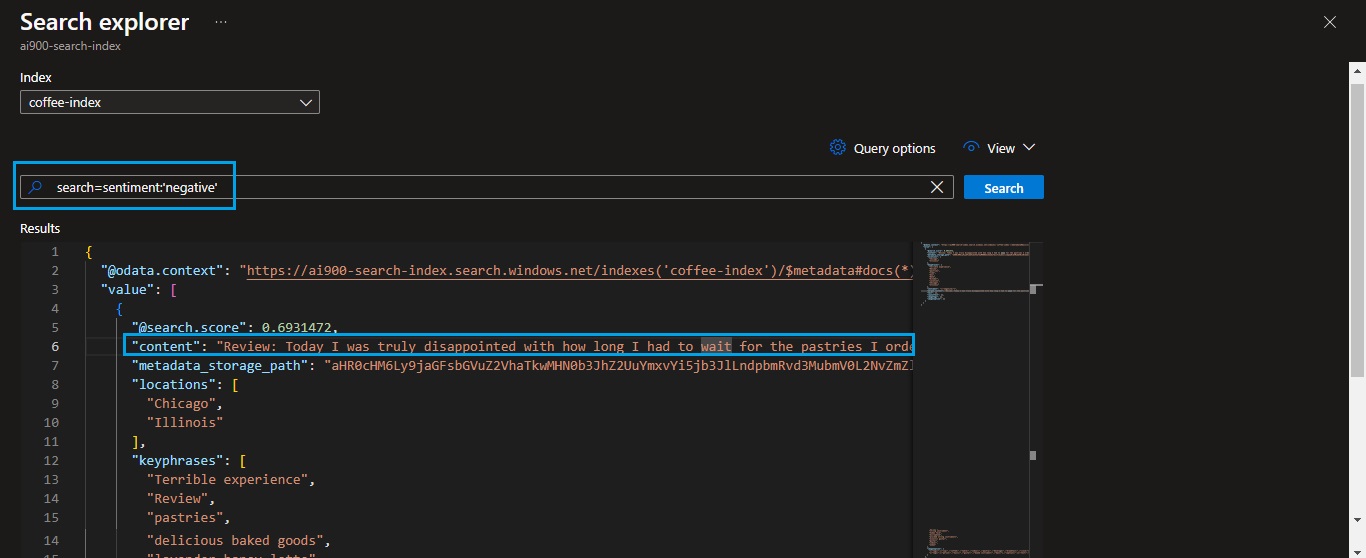 Search explorer ...
ai900-search-index
Index
coffee-index
Query options View
search=sentiment:'negative'
Search
Results
1 {
2 "@odata.context": "https://ai900-search-index.search.windows.net/indexes('coffee-index')/$metadata#docs(*)
3 "value": [
4 {
5 "@search.score": 0.6931472,
6 "content": "Review: Today I was truly disappointed with how long I had to wait for the pastries I orde
7 "metadata_storage_path":
8 "locations": [
9 "Chicago",
10 "Illinois"
11 ],
12 "keyphrases": [
13 "Terrible experience",
14 "Review",
15 "pastries",
14 "delicious baked goods",
15 "lavender honey latte"